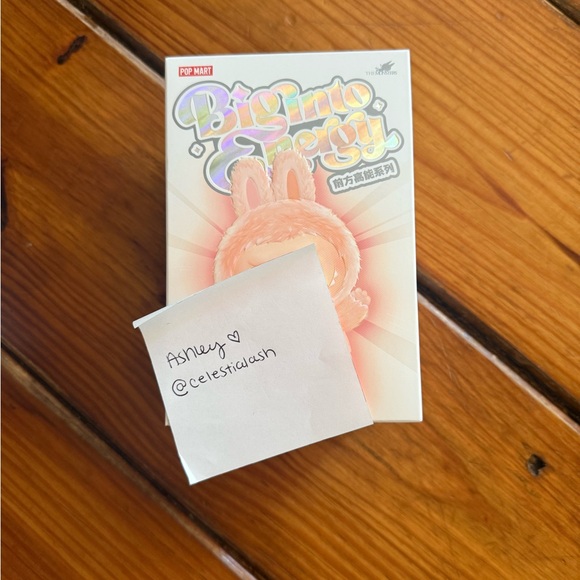 POP MART
Big Into
Energy
前方高能系列
Ashley ♡
@celestialash